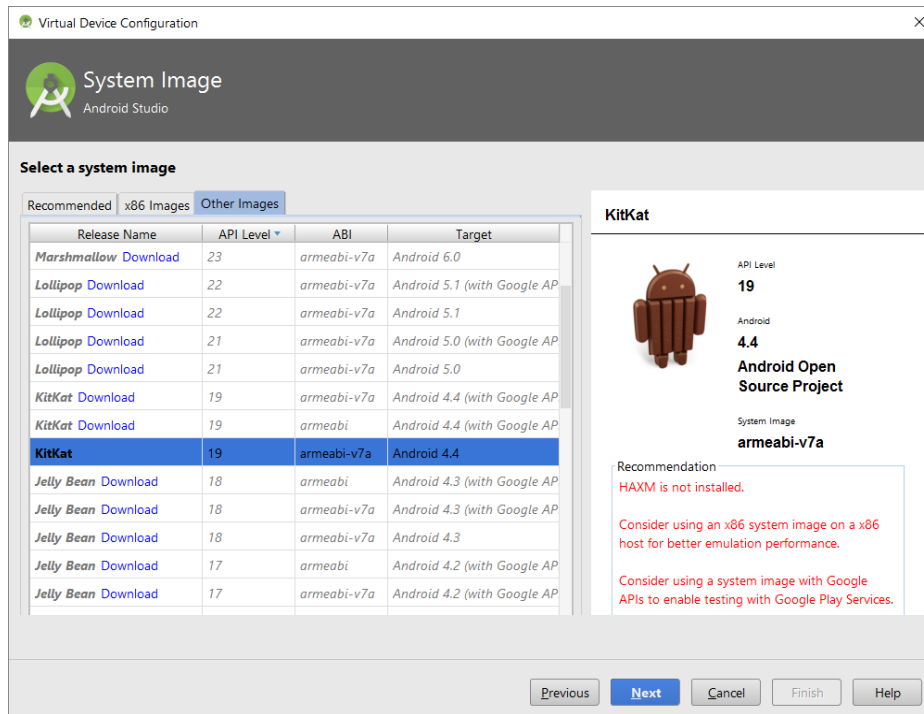 Virtual Device Configuration
System Image
Android Studio
Select a system image
Recommended x86 Images Other Images
Release Name API Level ABI Target
Marshmallow Download 23 armeabi-v7a Android 6.0
Lollipop Download 22 armeabi-v7a Android 5.1 (with Google AP
Lollipop Download 22 armeabi-v7a Android 5.1
Lollipop Download 21 armeabi-v7a Android 5.0 (with Google AP
Lollipop Download 21 armeabi-v7a Android 5.0
KitKat Download 19 armeabi-v7a Android 4.4 (with Google AP
KitKat Download 19 armeabi Android 4.4 (with Google AP
KitKat 19 armeabi-v7a Android 4.4
Jelly Bean Download 18 armeabi Android 4.3 (with Google AP
Jelly Bean Download 18 armeabi-v7a Android 4.3 (with Google AP
Jelly Bean Download 18 armeabi-v7a Android 4.3
Jelly Bean Download 17 armeabi Android 4.2 (with Google AP
Jelly Bean Download 17 armeabi-v7a Android 4.2 (with Google AP
KitKat
API Level
19
Android
4.4
Android Open
Source Project
System Image
armeabi-v7a
Recommendation
HAXM is not installed.
Consider using an x86 system image on a x86
host for better emulation performance.
Consider using a system image with Google
APIs to enable testing with Google Play Services.
Previous Next Cancel Finish Help